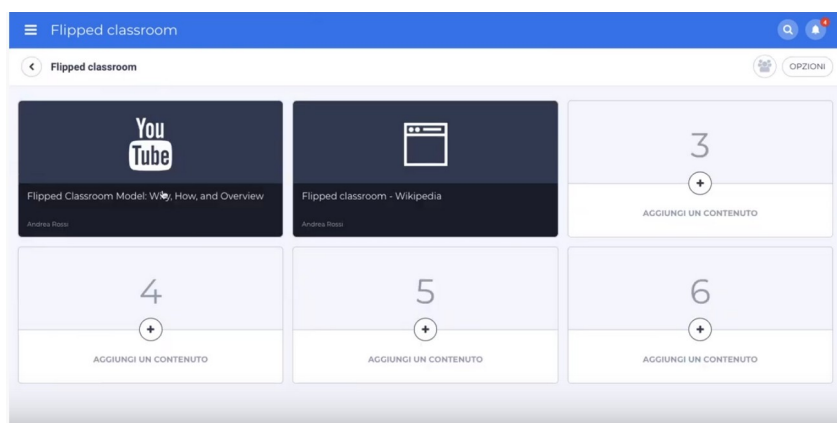 Flipped classroom
4
Flipped classroom
OPZIONI
You
Tube
Flipped Classroom Model: Why, How, and Overview
Andrea Rossi
Flipped classroom - Wikipedia
Andrea Rossi
3
AGGIUNGI UN CONTENUTO
4
AGGIUNGI UN CONTENUTO
5
AGGIUNGI UN CONTENUTO
6
AGGIUNGI UN CONTENUTO